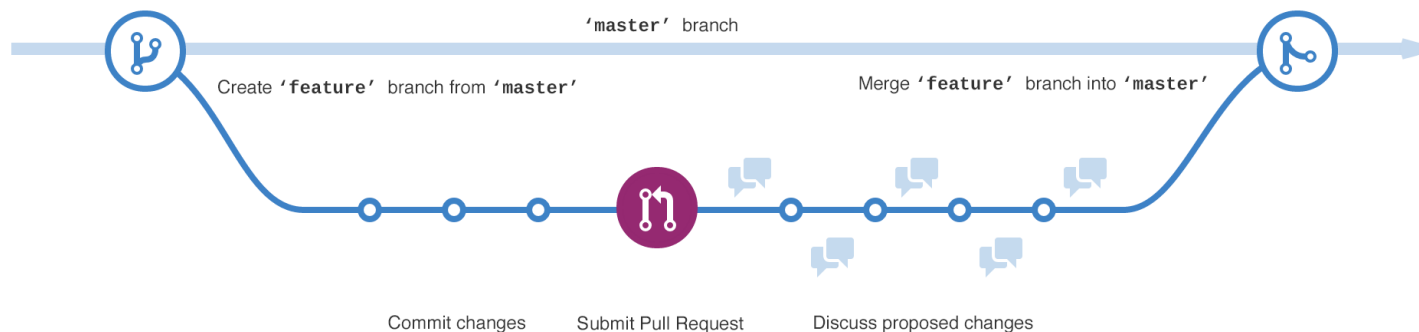 ‘master’ branch
Create ‘feature’ branch from ‘master’
Merge ‘feature’ branch into ‘master’
Commit changes
Submit Pull Request
Discuss proposed changes